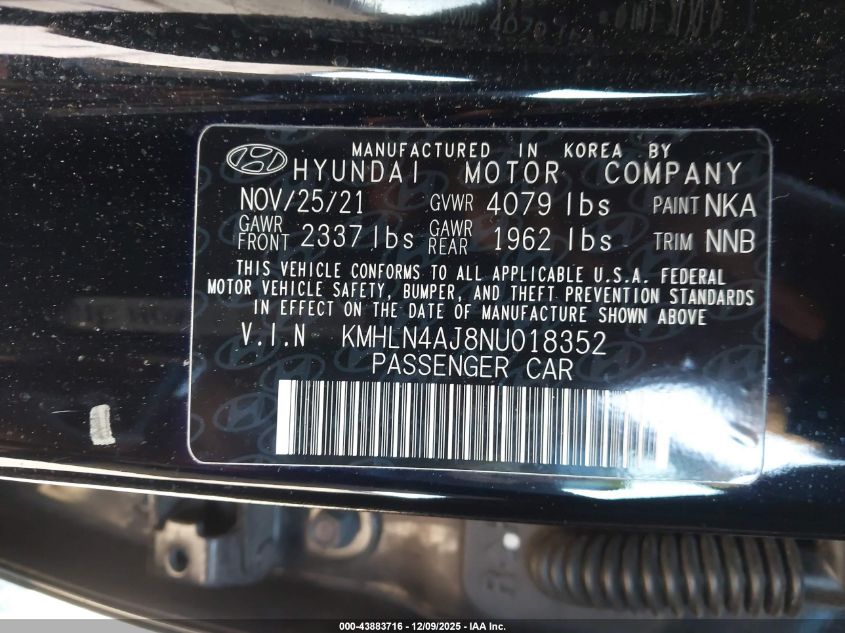 MANUFACTURED IN KOREA BY
HYUNDAI MOTOR COMPANY
NOV/25/21 GVWR 4079 lbs PAINT NKA
GAWR FRONT 2337 lbs GAWR REAR 1962 lbs TRIM NNB
THIS VEHICLE CONFORMS TO ALL APPLICABLE U.S.A. FEDERAL
MOTOR VEHICLE SAFETY, BUMPER, AND THEFT PREVENTION STANDARDS
IN EFFECT ON THE DATE OF MANUFACTURE SHOWN ABOVE
V.I.N KMHLN4AJ8NU018352
PASSENGER CAR
000-43883716 - 12/09/2025 - IAA Inc.